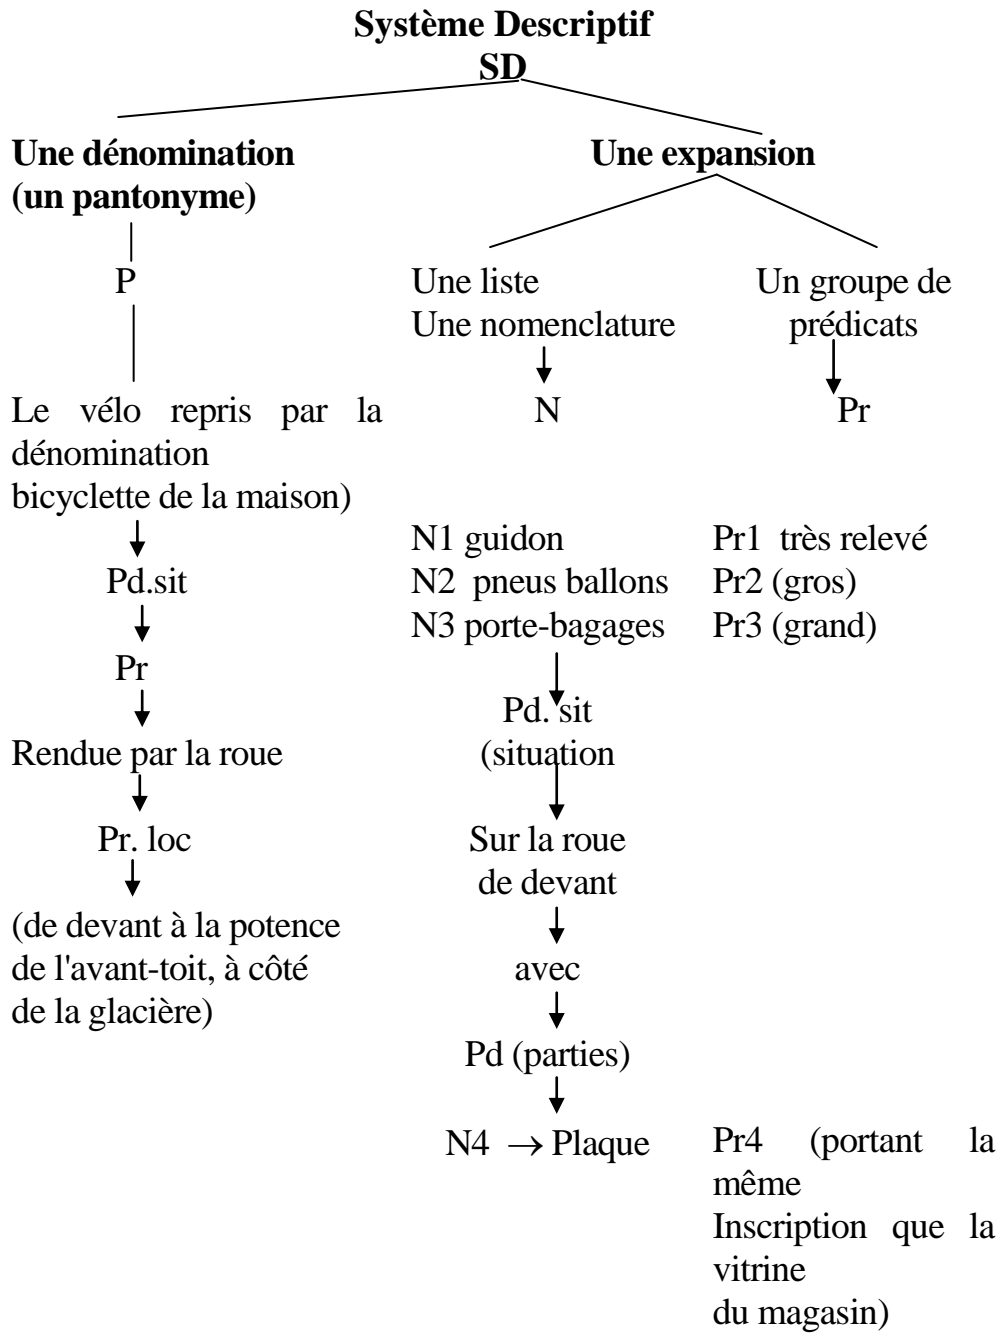 Système Descriptif
SD
Une dénomination
(un pantonyme)
Une expansion
P
Une liste
Une nomenclature
Un groupe de
prédicats
Le vélo repris par la
dénomination
bicyclette de la maison)
N
Pr
Pd.sit
Pr
Rendue par la roue
Pr. loc
(de devant à la potence
de l'avant-toit, à côté
de la glacière)
N1 guidon
N2 pneus ballons
N3 porte-bagages
Pr1 très relevé
Pr2 (gros)
Pr3 (grand)
Pd. sit
(situation
Sur la roue
de devant
avec
Pd (parties)
N4 → Plaque
Pr4 (portant la
même
Inscription que la
vitrine
du magasin)